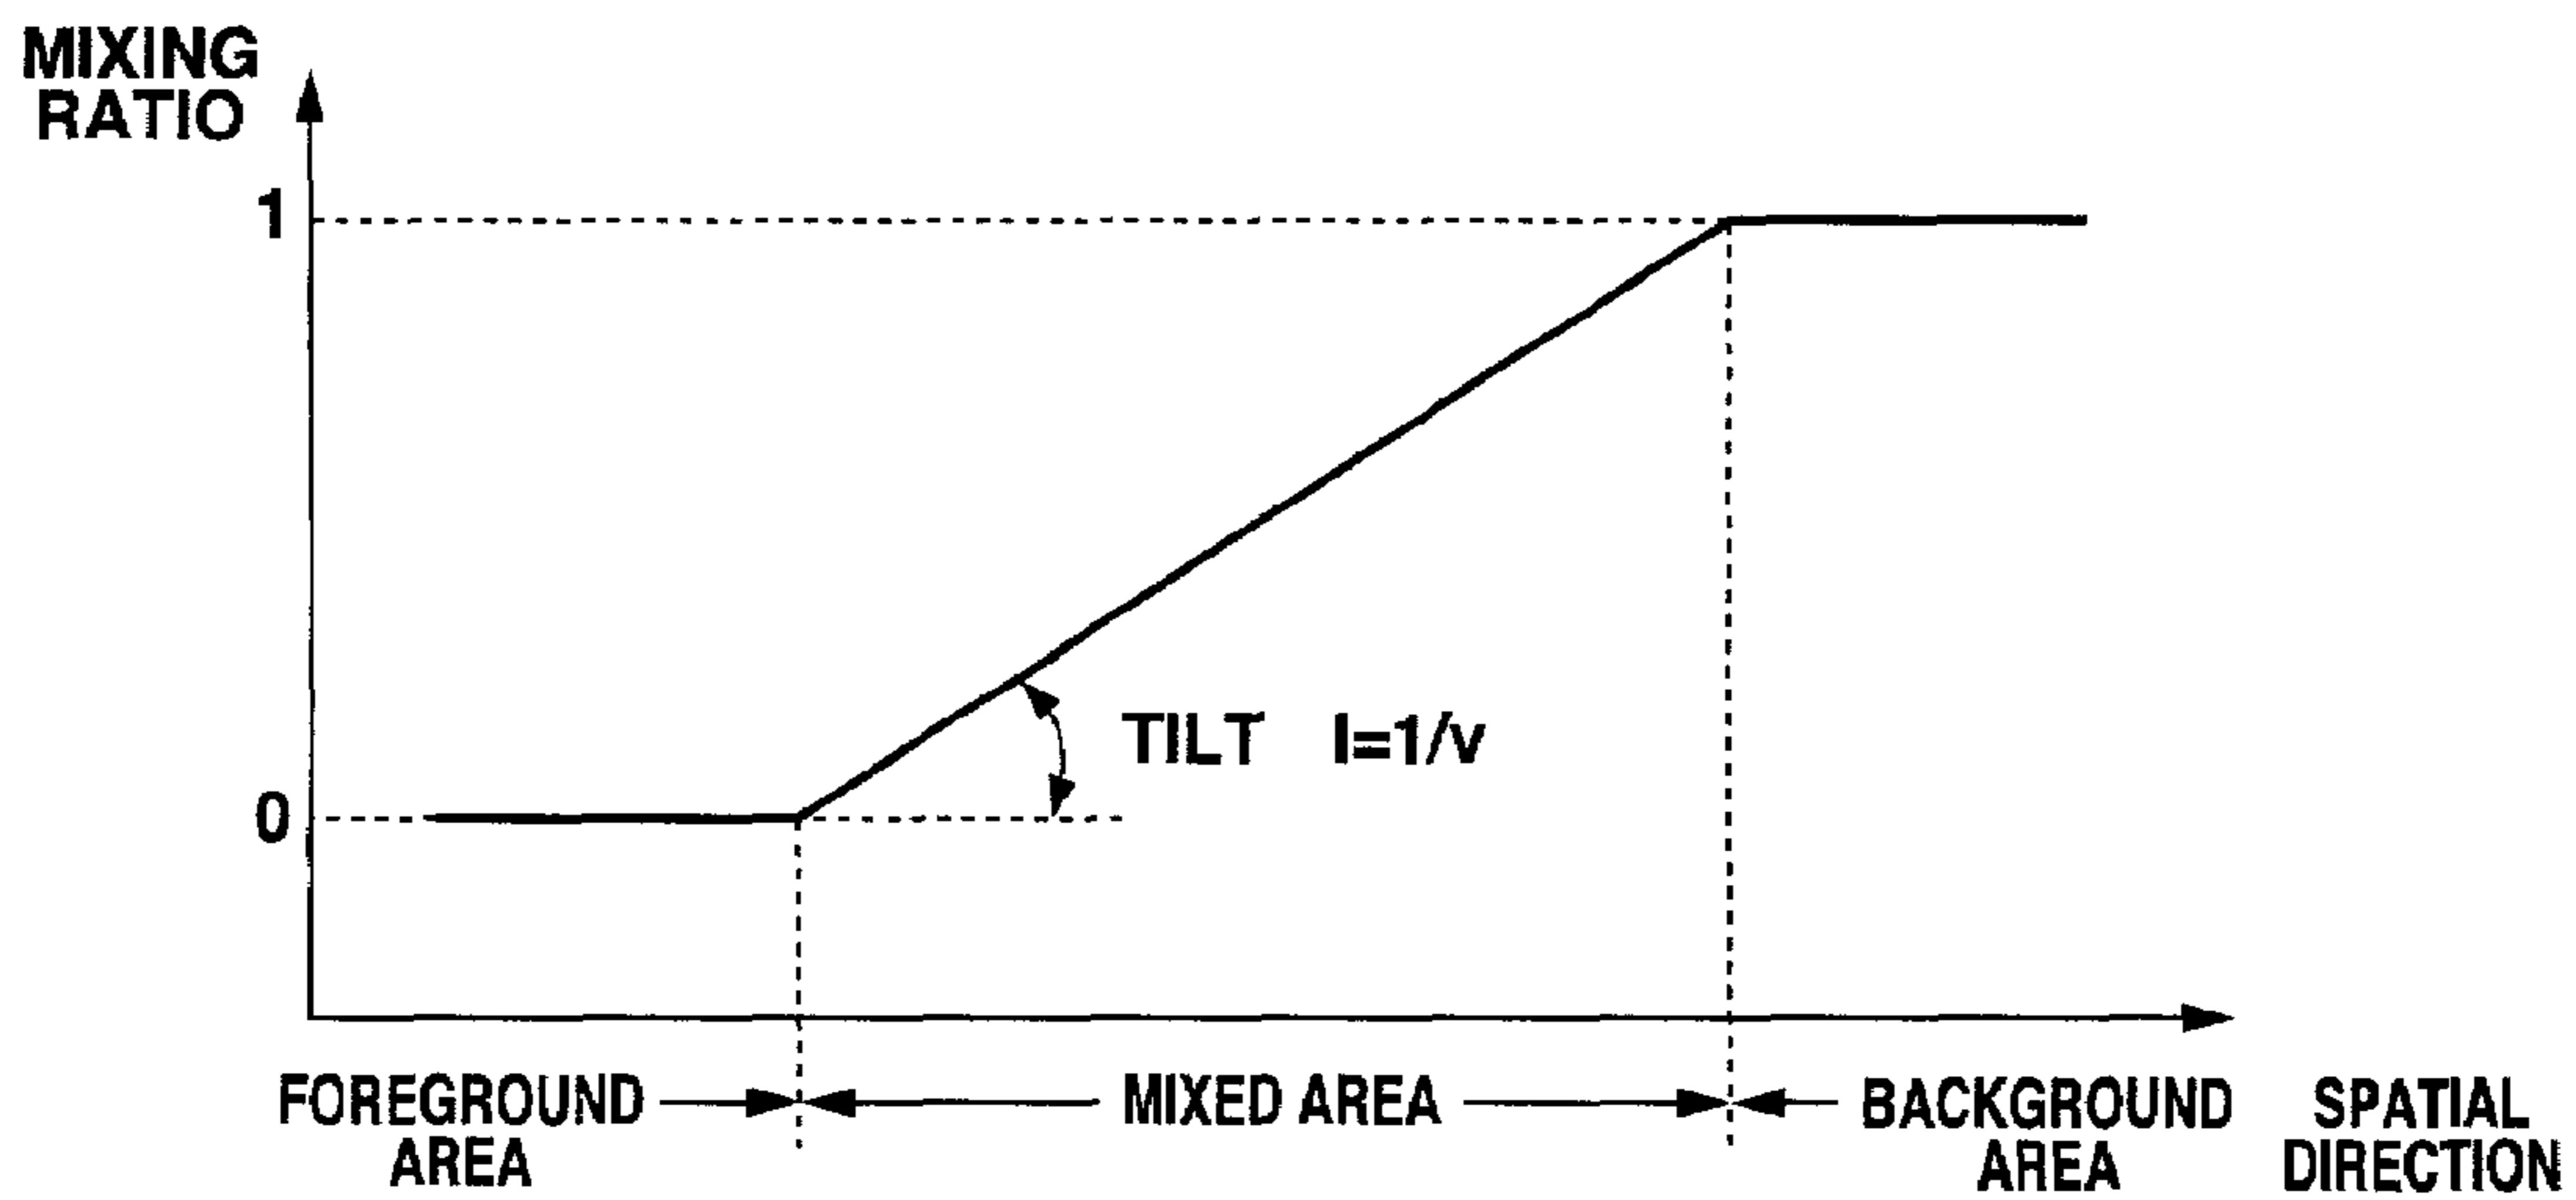 MIXING
RATIO
1
TILT l=1/v
0
FOREGROUND
AREA
MIXED AREA
BACKGROUND
AREA
SPATIAL
DIRECTION